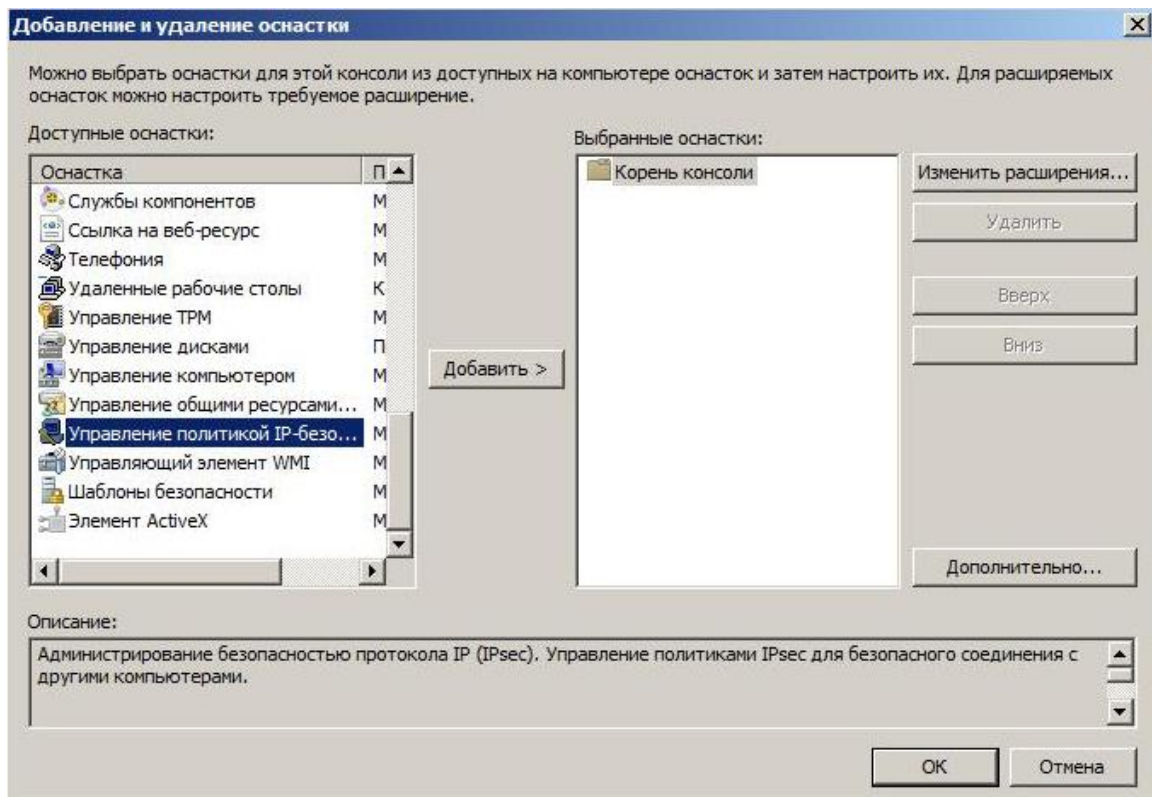 Добавление и удаление оснастки
Можно выбрать оснастки для этой консоли из доступных на компьютере оснасток и затем настроить их. Для расширяемых
оснасток можно настроить требуемое расширение.
Доступные оснастки:
Оснастка П
Службы компонентов М
Ссылка на веб-ресурс М
Телефония М
Удаленные рабочие столы К
Управление TPM М
Управление дисками П
Управление компьютером М
Управление общими ресурсами... М
Управление политикой IP-безо... М
Управляющий элемент WMI М
Шаблоны безопасности М
Элемент ActiveX М
Добавить >
Выбранные оснастки:
Корень консоли
Изменить расширения...
Удалить
Вверх
Вниз
Дополнительно...
Описание:
Администрирование безопасностью протокола IP (IPsec). Управление политиками IPsec для безопасного соединения с
другими компьютерами.
ОК
Отмена